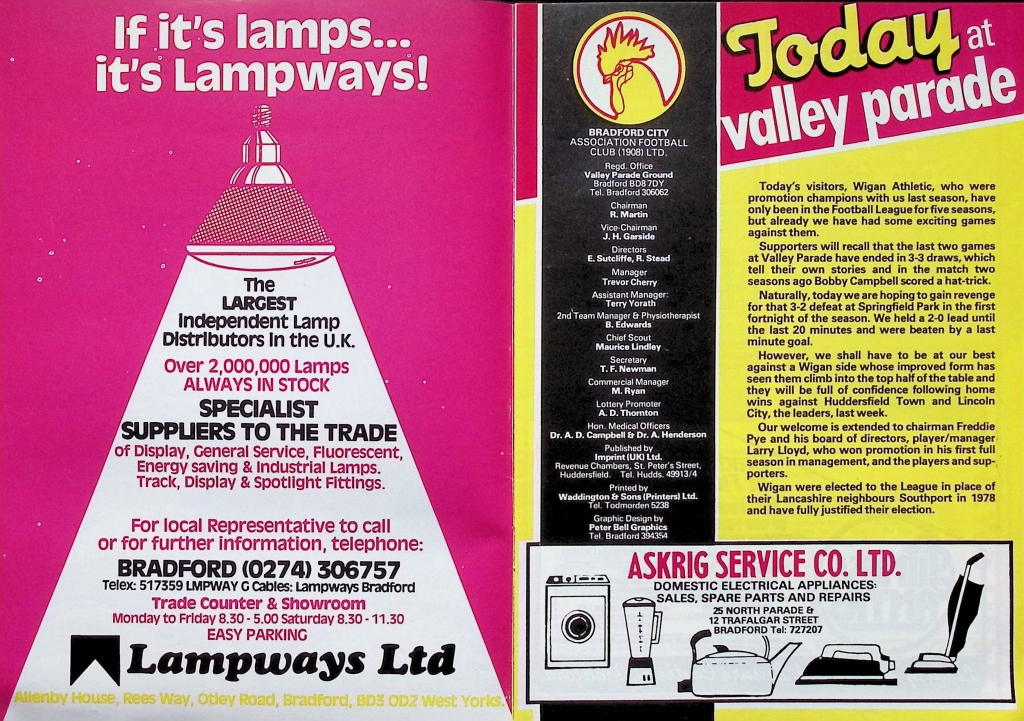 If it's lamps...
it's Lampways!
The
LARGEST
Independent Lamp
Distributors in the U.K.
Over 2,000,000 Lamps
ALWAYS IN STOCK
SPECIALIST
SUPPLIERS TO THE TRADE
of Display, General Service, Fluorescent,
Energy saving & Industrial Lamps.
Track, Display & Spotlight Fittings.
For local Representative to call
or for further information, telephone:
BRADFORD (0274) 306757
Telex: 517359 LMPWAY G Cables: Lampways Bradford
Trade Counter & Showroom
Monday to Friday 8.30 - 5.00 Saturday 8.30 - 11.30
EASY PARKING
Lampways Ltd
Allenby House, Rees Way, Otley Road, Bradford, BD3 0DZ West Yorks.
BRADFORD CITY
ASSOCIATION FOOTBALL
CLUB (1908) LTD.
Regd. Office
Valley Parade Ground
Bradford BD8 7DY
Tel. Bradford 306062
Chairman
R. Martin
Vice-Chairman
J. H. Garside
Directors
E. Sutcliffe, R. Stead
Manager
Trevor Cherry
Assistant Manager:
Terry Yorath
2nd Team Manager & Physiotherapist
B. Edwards
Chief Scout
Maurice Lindley
Secretary
T. F. Newman
Commercial Manager
M. Ryan
Lottery Promoter
A. D. Thornton
Hon. Medical Officers
Dr. A. D. Campbell & Dr. A. Henderson
Published by
Imprint (UK) Ltd.
Revenue Chambers, St. Peter's Street,
Huddersfield. Tel. Hudds. 49913/4
Printed by
Waddington & Sons (Printers) Ltd.
Tel. Todmorden 5238
Graphic Design by
Peter Bell Graphics
Tel. Bradford 394354
Today at
valley parade
Today's visitors, Wigan Athletic, who were
promotion champions with us last season, have
only been in the Football League for five seasons,
but already we have had some exciting games
against them.
Supporters will recall that the last two games
at Valley Parade have ended in 3-3 draws, which
tell their own stories and in the match two
seasons ago Bobby Campbell scored a hat-trick.
Naturally, today we are hoping to gain revenge
for that 3-2 defeat at Springfield Park in the first
fortnight of the season. We held a 2-0 lead until
the last 20 minutes and were beaten by a last
minute goal.
However, we shall have to be at our best
against a Wigan side whose improved form has
seen them climb into the top half of the table and
they will be full of confidence following home
wins against Huddersfield Town and Lincoln
City, the leaders, last week.
Our welcome is extended to chairman Freddie
Pye and his board of directors, player/manager
Larry Lloyd, who won promotion in his first full
season in management, and the players and sup-
porters.
Wigan were elected to the League in place of
their Lancashire neighbours Southport in 1978
and have fully justified their election.
ASKRIG SERVICE CO. LTD.
DOMESTIC ELECTRICAL APPLIANCES:
SALES, SPARE PARTS AND REPAIRS
25 NORTH PARADE &
12 TRAFALGAR STREET
BRADFORD Tel: 727207